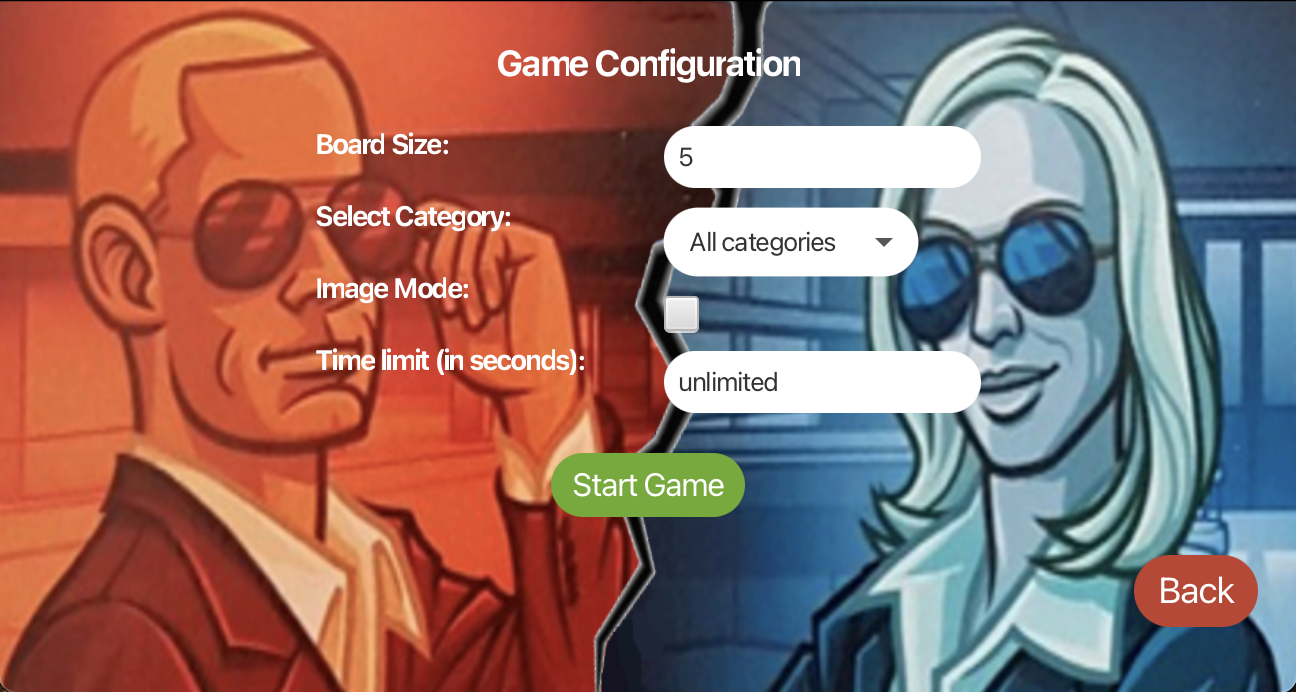 Game Configuration
Board Size:
5
Select Category:
All categories
Image Mode:
Time limit (in seconds):
unlimited
Start Game
Back